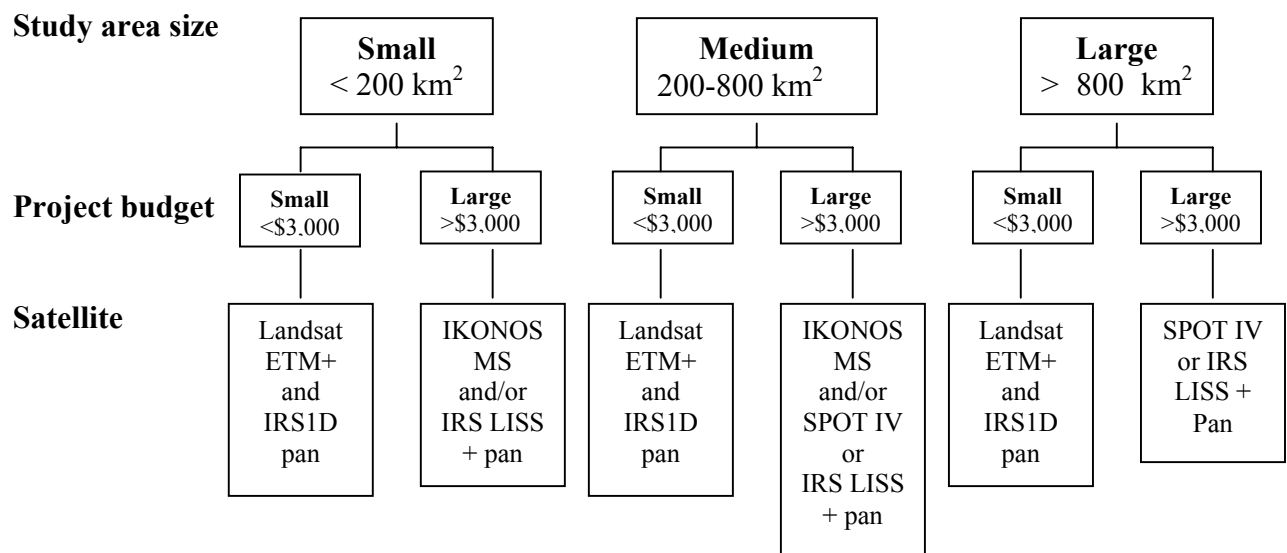 Study area size
Small
< 200 km²
Medium
200-800 km²
Large
> 800 km²
Project budget
Small
<$3,000
Large
>$3,000
Small
<$3,000
Large
>$3,000
Small
<$3,000
Large
>$3,000
Satellite
Landsat
ETM+
and
IRS1D
pan
IKONOS
MS
and/or
IRS LISS
+ pan
Landsat
ETM+
and
IRS1D
pan
IKONOS
MS
and/or
SPOT IV
or
IRS LISS
+ pan
Landsat
ETM+
and
IRS1D
pan
SPOT IV
or IRS
LISS +
Pan